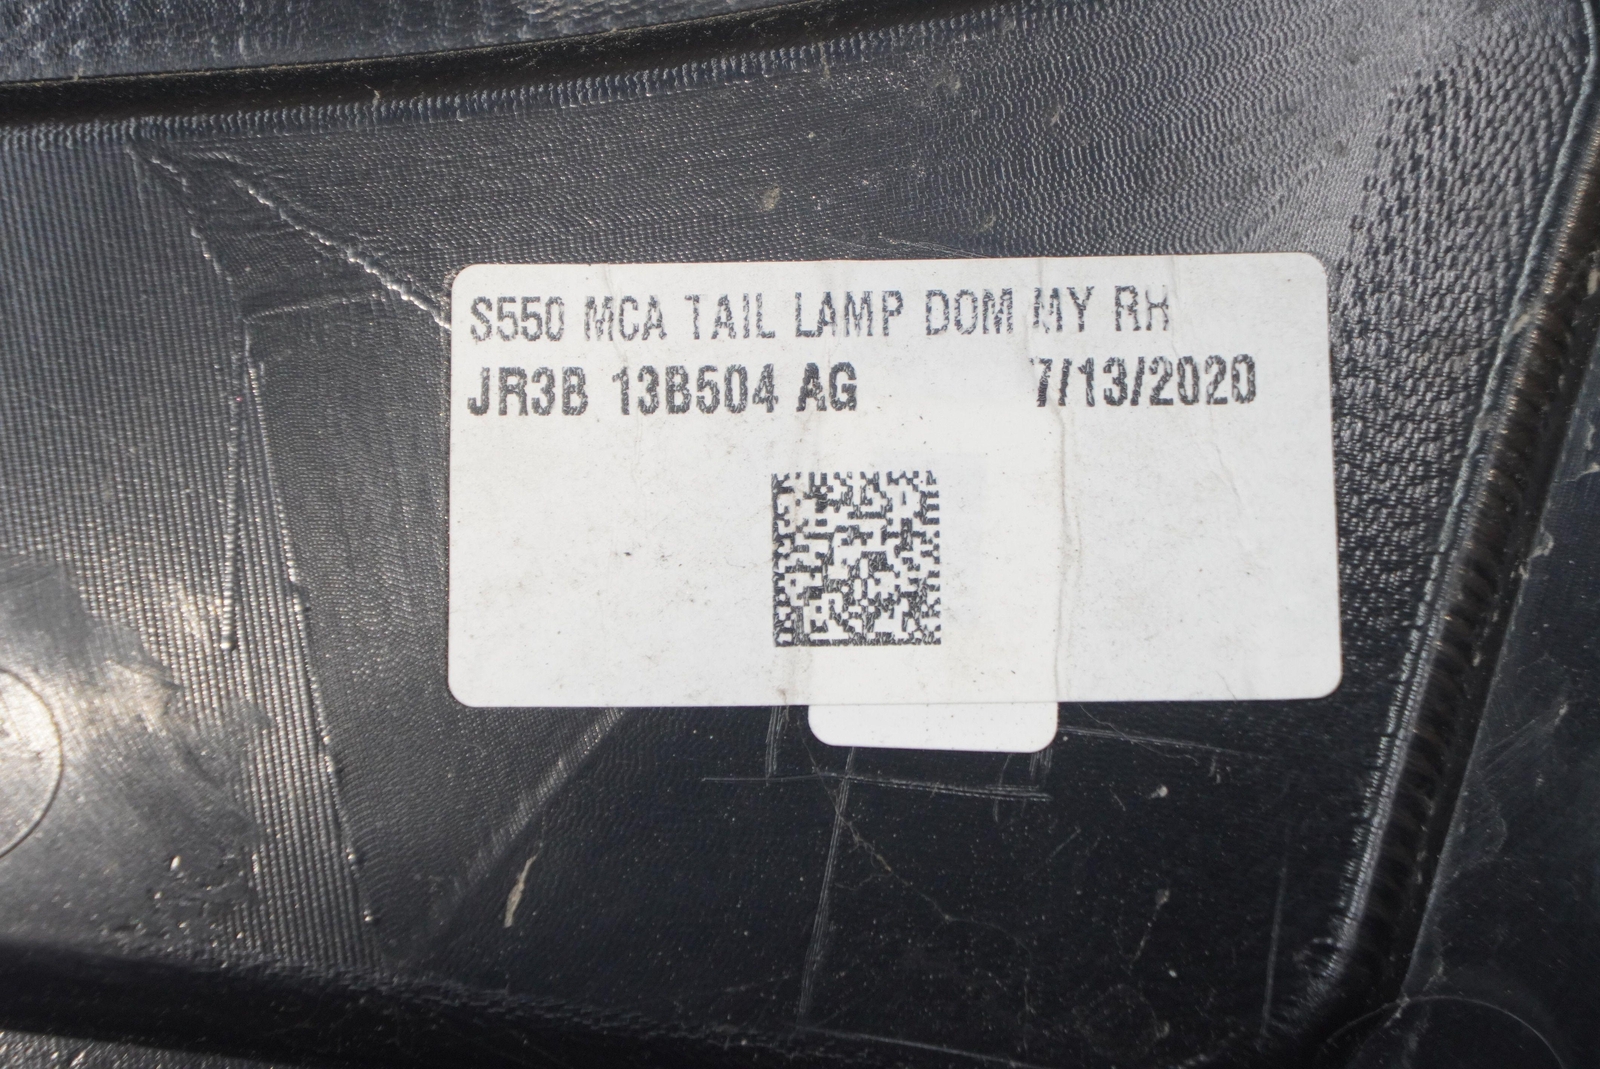 S550 MCA TAIL LAMP DOM MY RH
JR3B 13B504 AG 7/13/2020